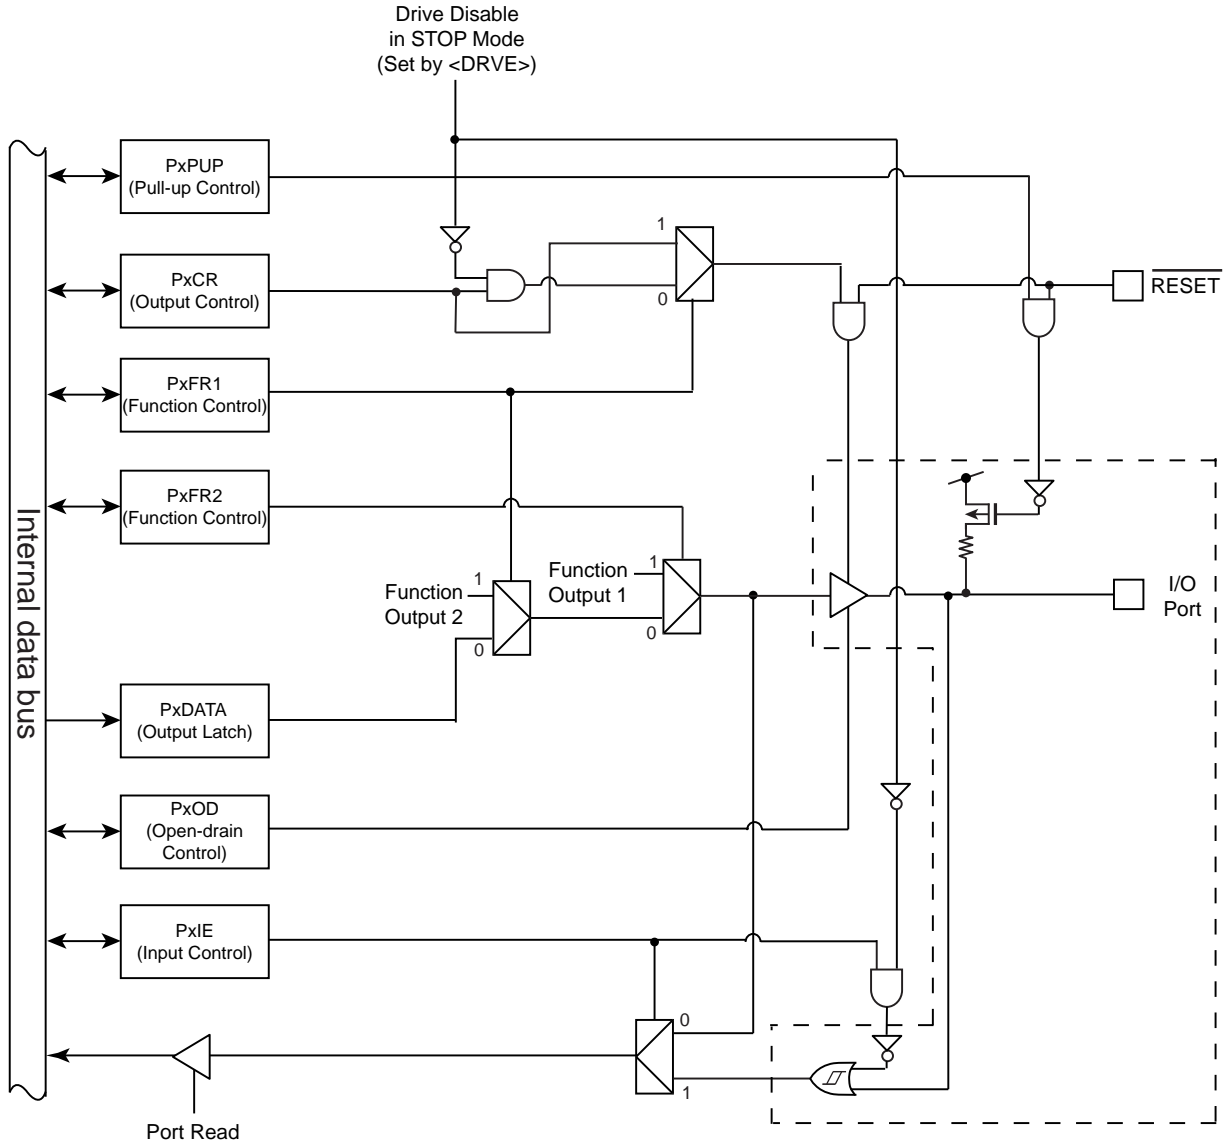 Drive Disable
in STOP Mode
(Set by <DRVE>)
PxPUP
(Pull-up Control)
1
PxCR
(Output Control)
0
RESET
PxFR1
(Function Control)
PxFR2
(Function Control)
Internal data bus
1
Function
Output 1
0
1
Function
Output 2
0
I/O
Port
PxDATA
(Output Latch)
PxOD
(Open-drain
Control)
PxIE
(Input Control)
0
1
Port Read